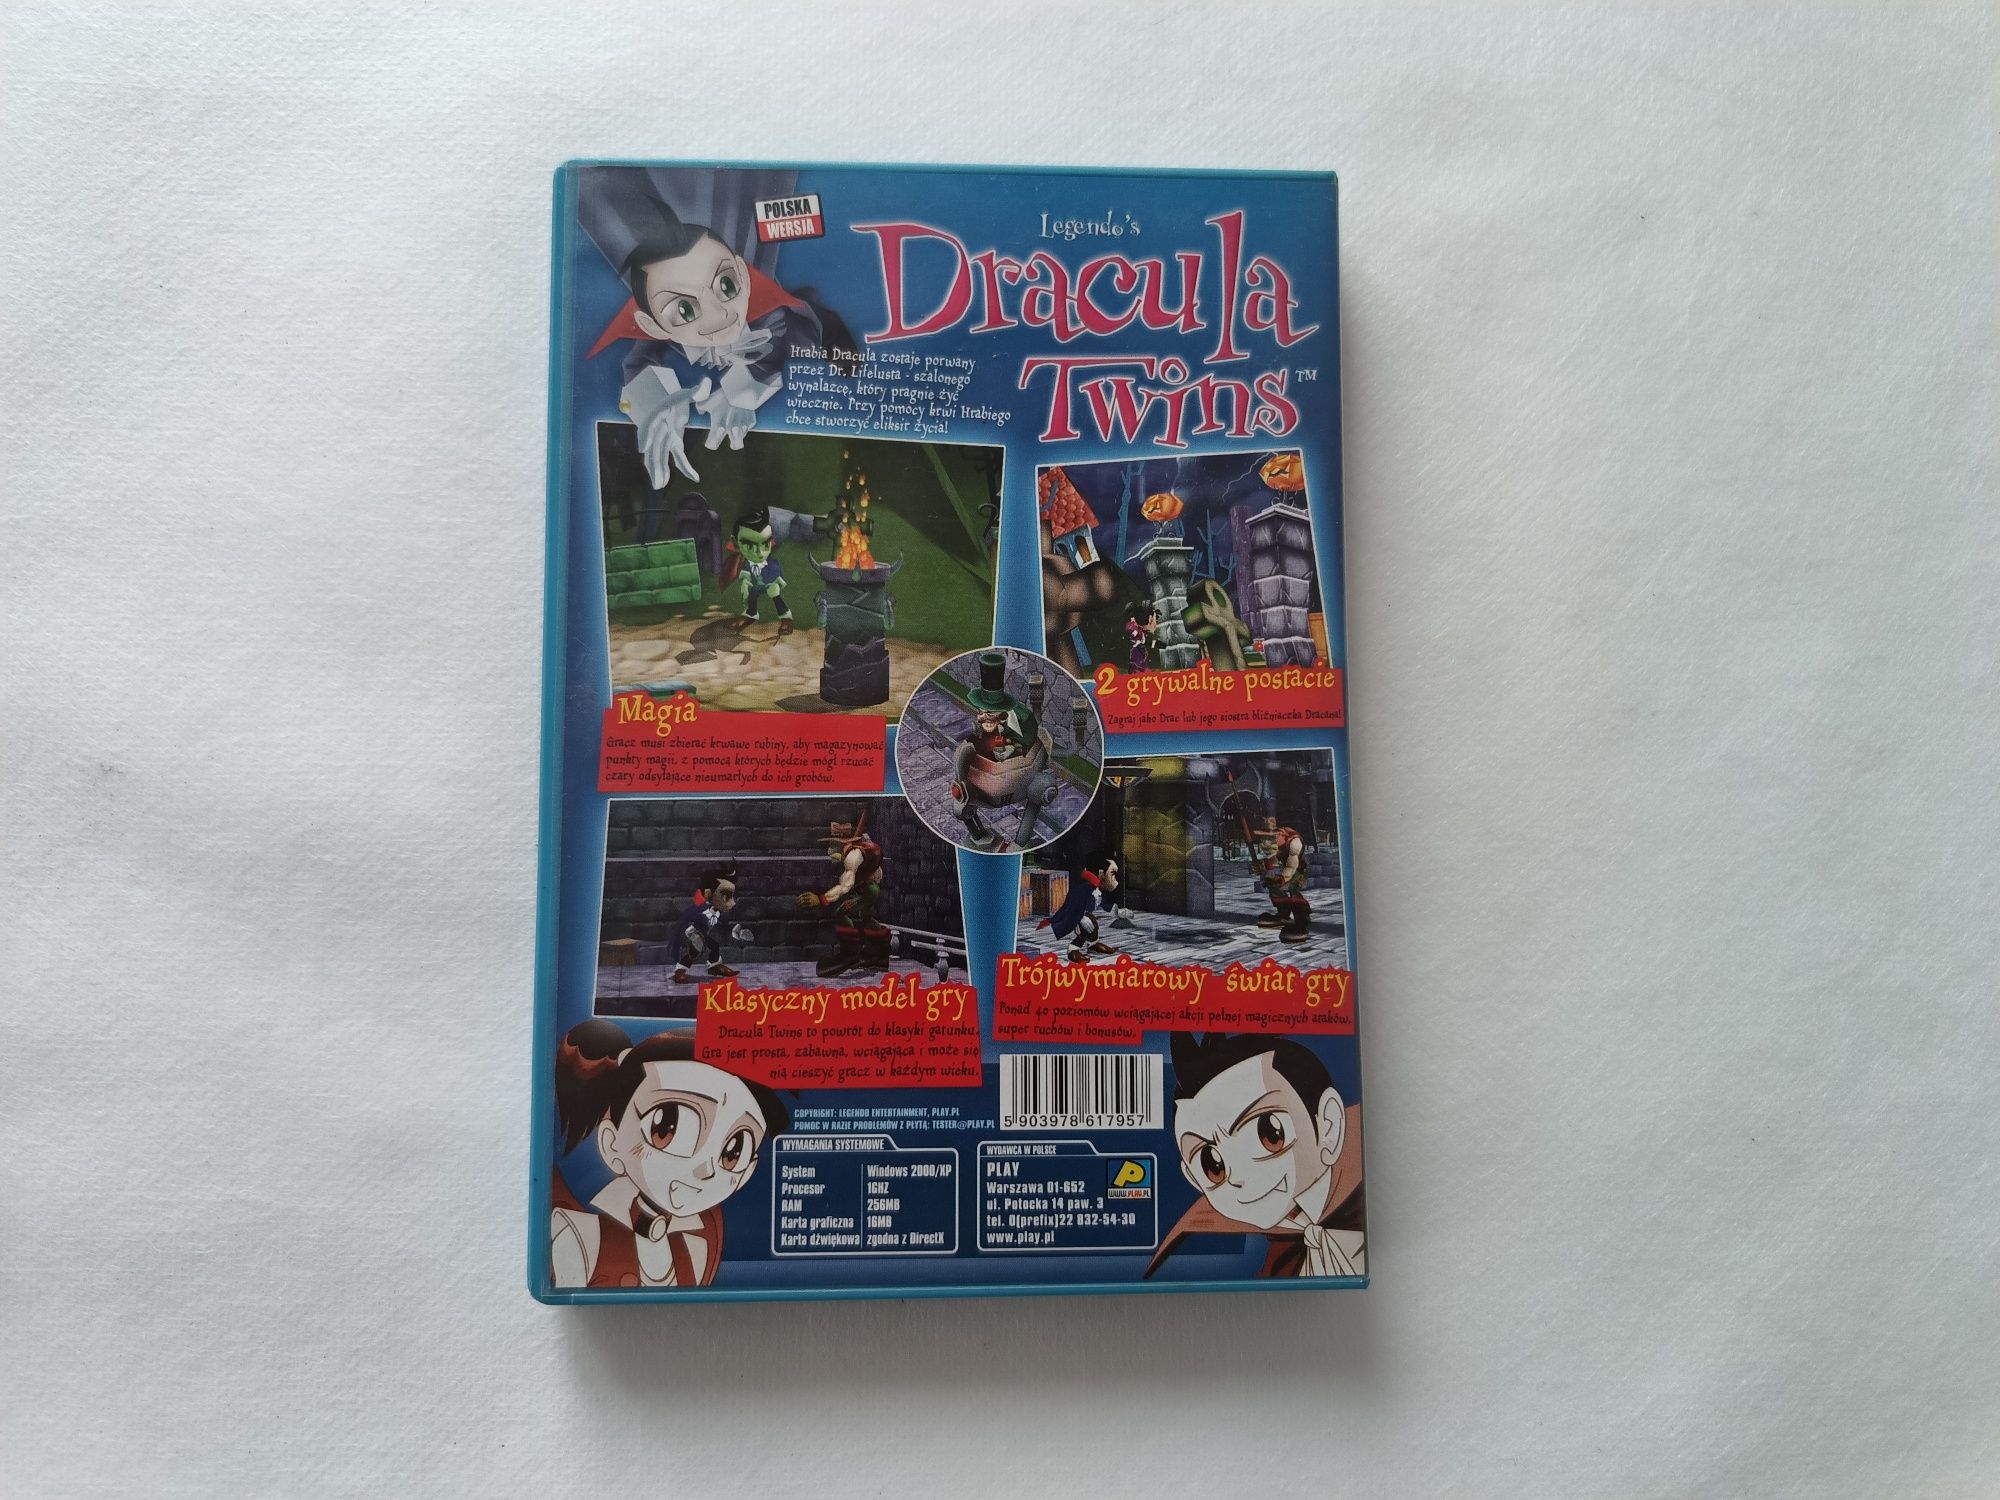 POLSKA
WERSJA
Legendo's
Dracula
Twins™
Hrabia Dracula zostaje porwany
przez Dr. Lifelusta - szalonego
wynalazcę, który pragnie żyć
wiecznie. Przy pomocy krwi Hrabiego
chce stworzyć eliksir życia!
Magia
Gracz musi zbierać krwawe rubiny, aby magazynować
punkty magii, z pomocą których będzie mógł rzucać
czary odsyłające nieumarłych do ich grobów.
2 grywalne postacie
Zagraj jako Drac lub jego siostra bliźniaczka Dracana!
Klasyczny model gry
Dracula Twins to powrót do klasyki gatunku.
Gra jest prosta, zabawna, wciągająca i może się
nią cieszyć gracz w każdym wieku.
Trójwymiarowy świat gry
Ponad 40 poziomów wciągającej akcji pełnej magicznych ataków,
super ruchów i bonusów.
COPYRIGHT: LEGENDO ENTERTAINMENT, PLAY.PL
POMOC W RAZIE PROBLEMÓW Z PŁYTĄ: TESTER@PLAY.PL
5 903978 617957
WYMAGANIA SYSTEMOWE
System Windows 2000/XP
Procesor 1GHZ
RAM 256MB
Karta graficzna 16MB
Karta dźwiękowa zgodna z DirectX
WYDAWCA W POLSCE
PLAY
Warszawa 01-652
ul. Potocka 14 paw. 3
tel. 0(prefix)22 832-54-30
www.play.pl
P
WWW.PLAY.PL